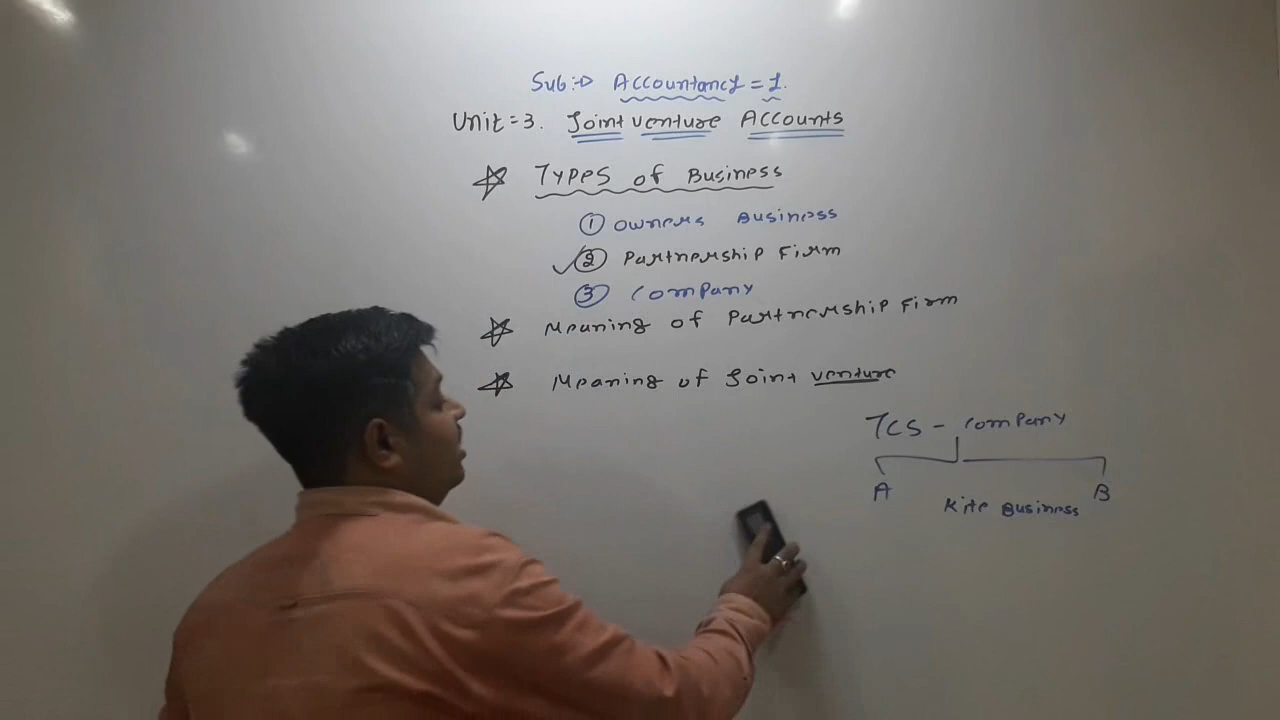 Sub:-> Accountancy = 1.
Unit = 3. Joint venture Accounts
Types of Business
① Owners Business
✓② Partnership Firm
③ Company
Meaning of Partnership Firm
Meaning of Joint venture
TCS - Company
A B
Kite Business